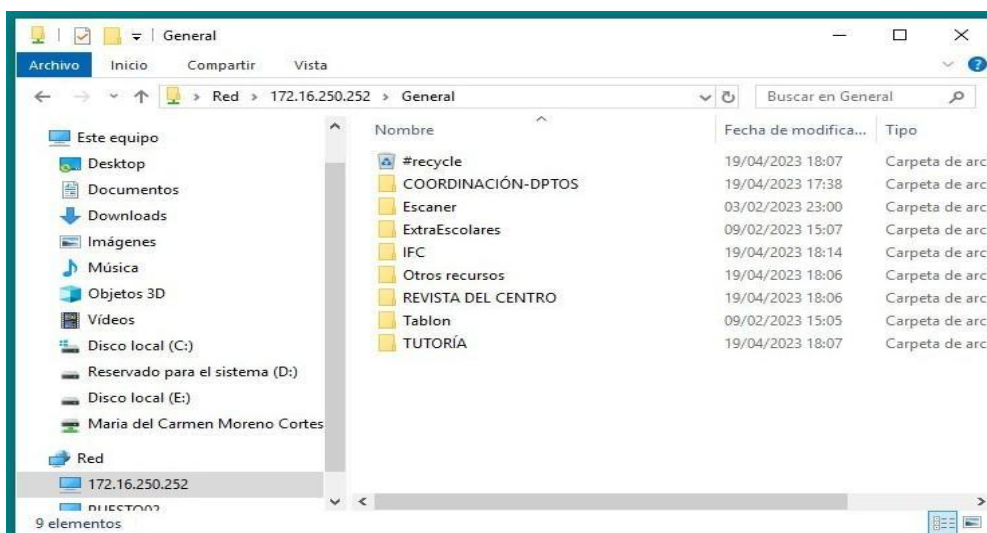 General
Archivo Inicio Compartir Vista
Red > 172.16.250.252 > General Buscar en General
Nombre Fecha de modifica... Tipo
Este equipo
Desktop
Documentos
Downloads
Imágenes
Música
Objetos 3D
Vídeos
Disco local (C:)
Reservado para el sistema (D:)
Disco local (E:)
Maria del Carmen Moreno Cortes
Red
172.16.250.252
PUESTO02
#recycle 19/04/2023 18:07 Carpeta de arc
COORDINACIÓN-DPTOS 19/04/2023 17:38 Carpeta de arc
Escaner 03/02/2023 23:00 Carpeta de arc
ExtraEscolares 09/02/2023 15:07 Carpeta de arc
IFC 19/04/2023 18:14 Carpeta de arc
Otros recursos 19/04/2023 18:06 Carpeta de arc
REVISTA DEL CENTRO 19/04/2023 18:06 Carpeta de arc
Tablon 09/02/2023 15:05 Carpeta de arc
TUTORÍA 19/04/2023 18:07 Carpeta de arc
9 elementos